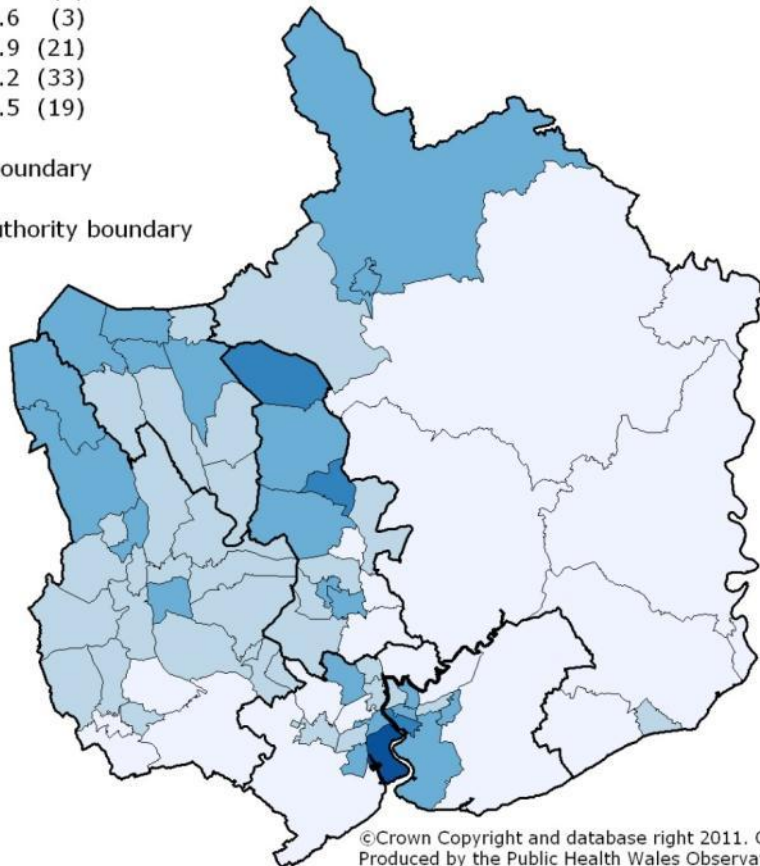 .6 (3)
.9 (21)
.2 (33)
.5 (19)
oundary
uthority boundary
©Crown Copyright and database right 2011.
Produced by the Public Health Wales Observa